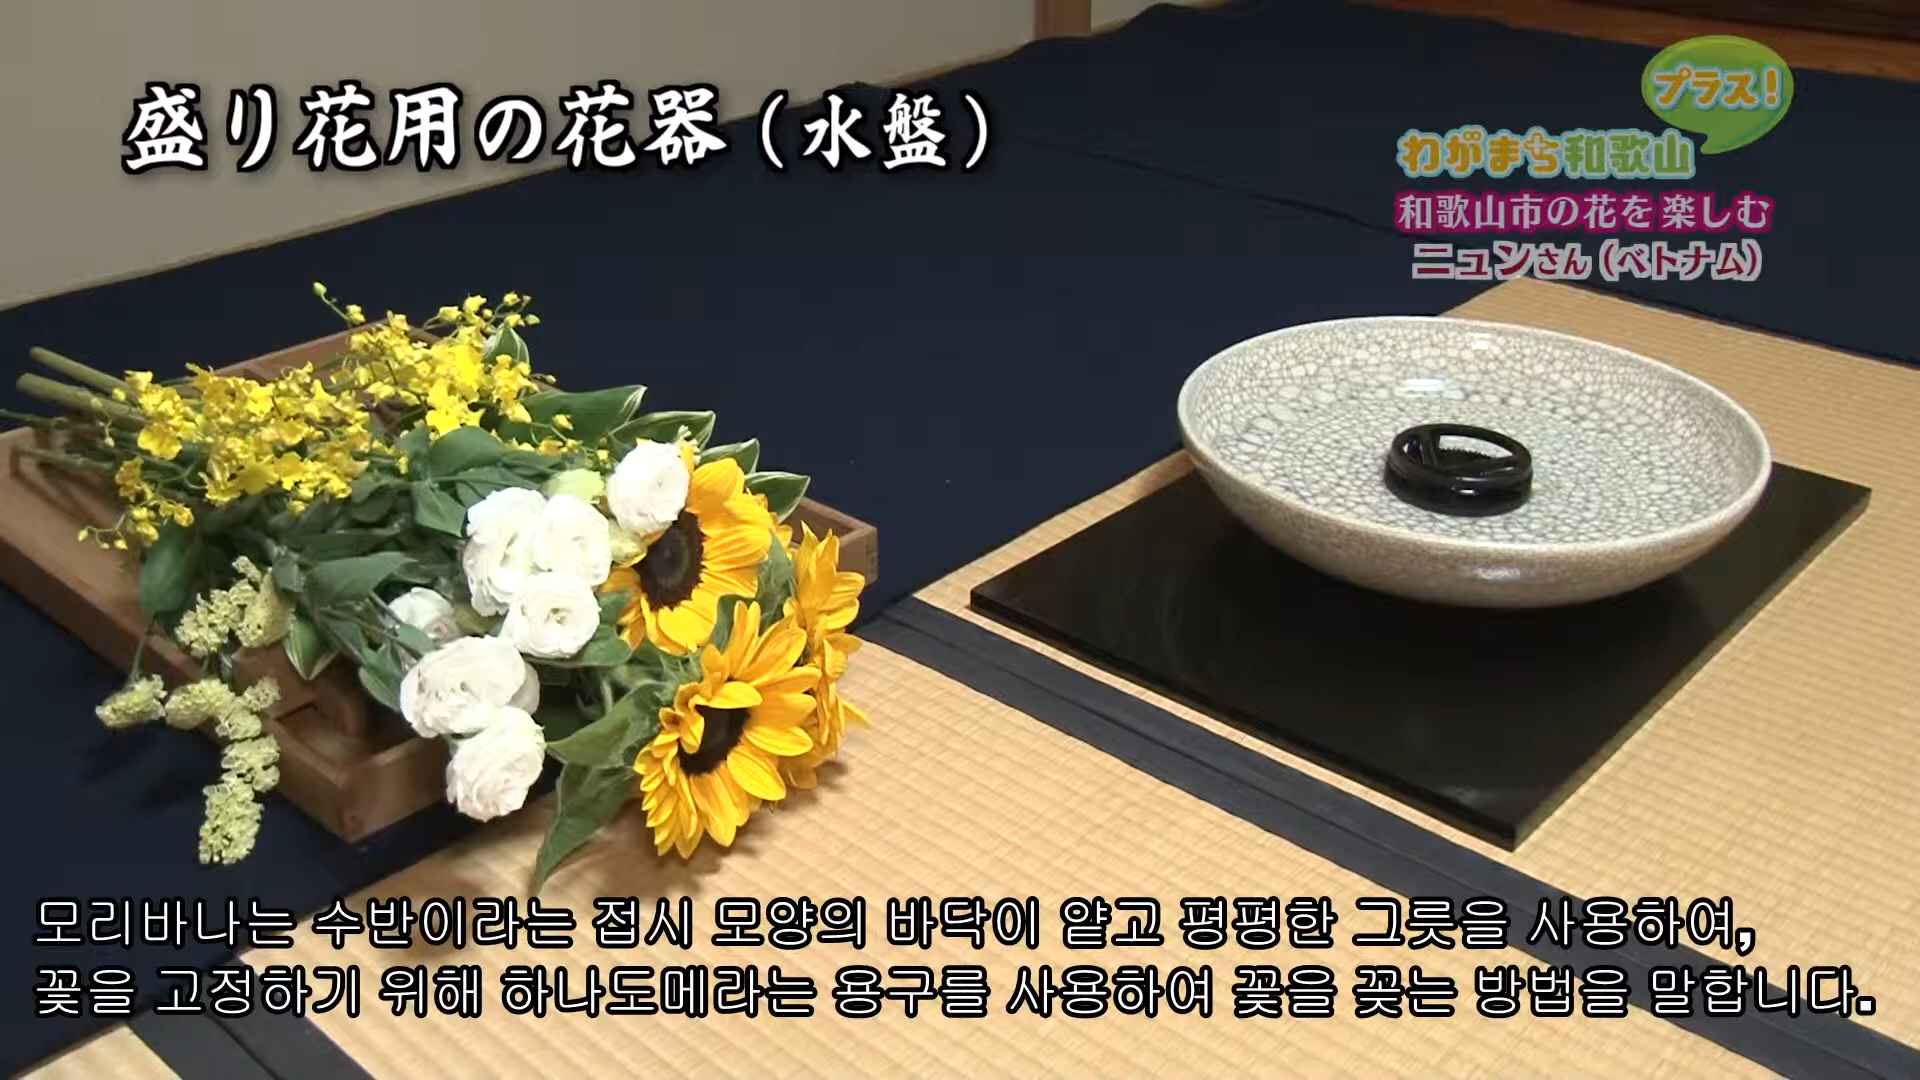 盛り花用の花器（水盤）
プラス！
わがまち和歌山
和歌山市の花を楽しむ
ニュンさん（ベトナム）
모리바나는 수반이라는 접시 모양의 바닥이 얕고 평평한 그릇을 사용하여,
꽃을 고정하기 위해 하나도메라는 용구를 사용하여 꽃을 꽂는 방법을 말합니다.